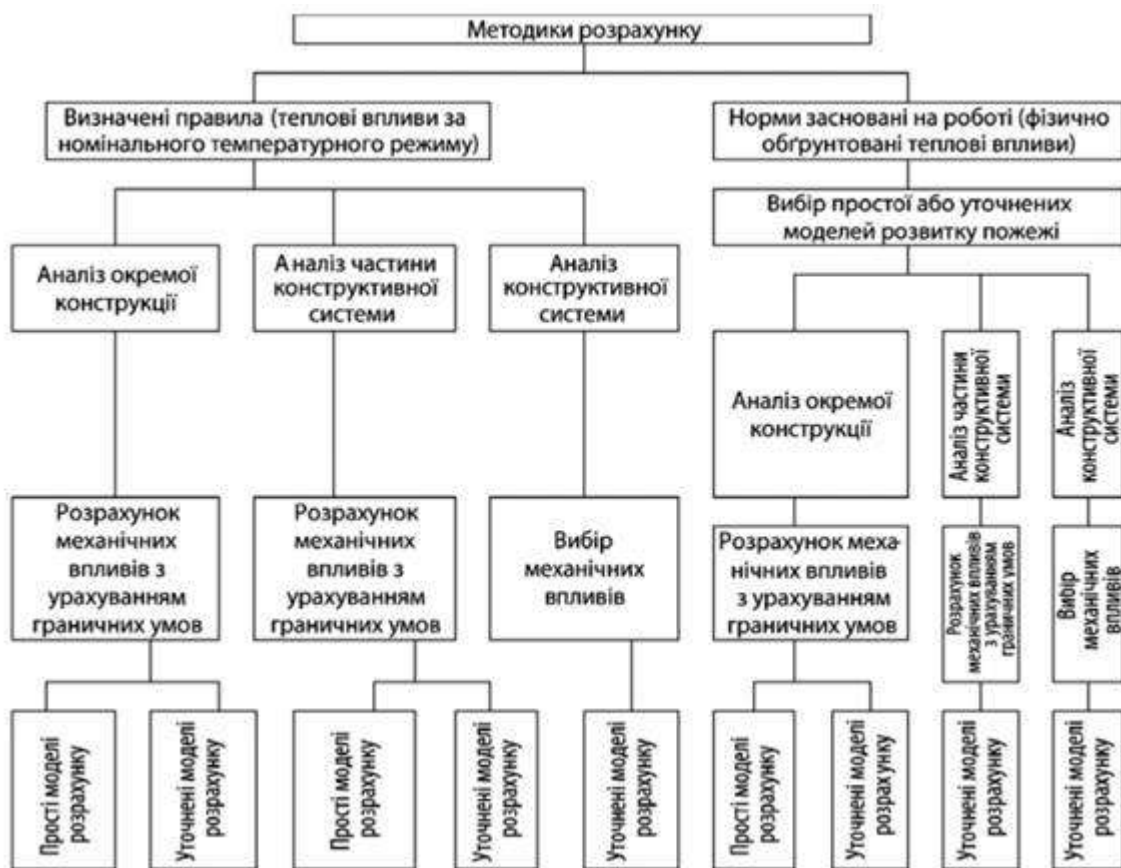 Методики розрахунку
Визначені правила (теплові впливи за
номінального температурного режиму)
Норми засновані на роботі (фізично
обґрунтовані теплові впливи)
Вибір простої або уточнених
моделей розвитку пожежі
Аналіз окремої
конструкції
Аналіз частини
конструктивної
системи
Аналіз
конструктивної
системи
Аналіз окремої
конструкції
Аналіз частини
конструктивної
системи
Аналіз
конструктивної
системи
Розрахунок
механічних
впливів з
урахуванням
граничних умов
Розрахунок
механічних
впливів з
урахуванням
граничних умов
Вибір
механічних
впливів
Розрахунок меха-
нічних впливів
з урахуванням
граничних умов
Розрахунок
механічних впливів
з урахуванням
граничних умов
Вибір
механічних
впливів
Прості моделі
розрахунку
Уточнені моделі
розрахунку
Прості моделі
розрахунку
Уточнені моделі
розрахунку
Уточнені моделі
розрахунку
Прості моделі
розрахунку
Уточнені моделі
розрахунку
Уточнені моделі
розрахунку
Уточнені моделі
розрахунку